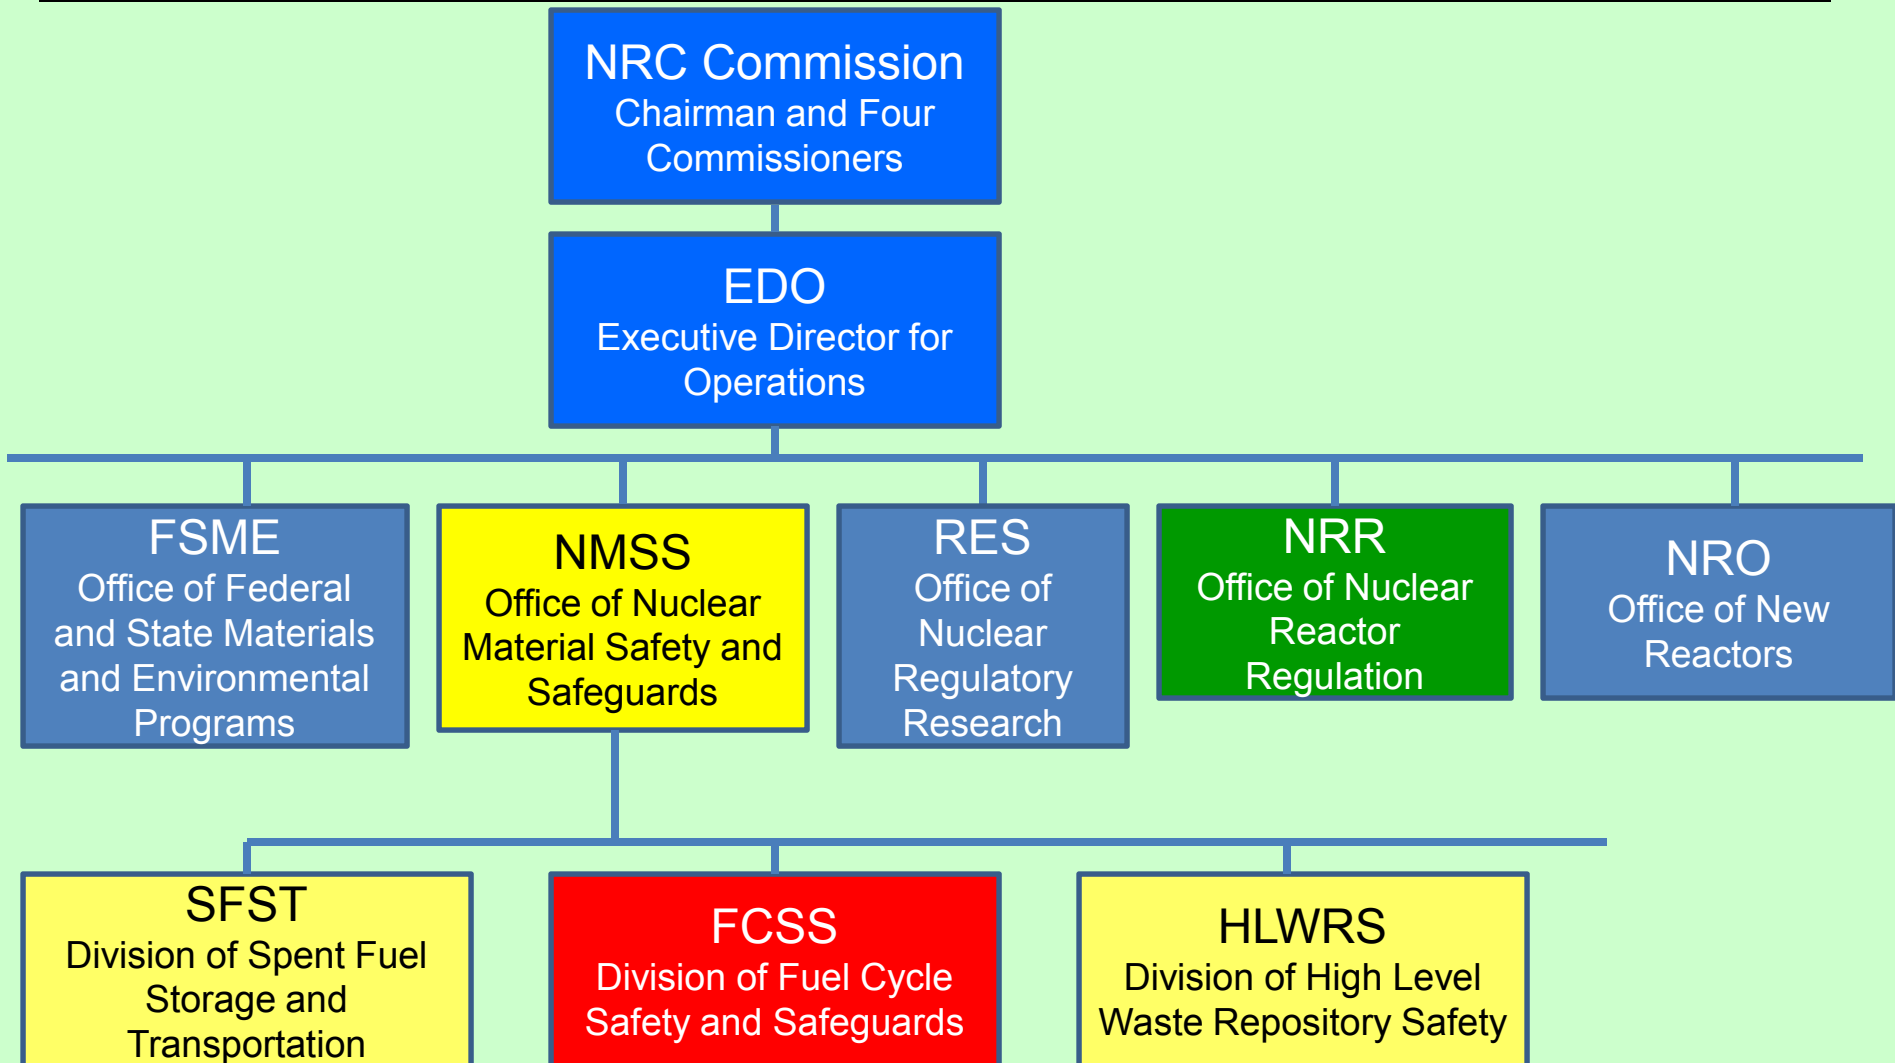 NRC Commission
Chairman and Four
Commissioners
EDO
Executive Director for
Operations
FSME
Office of Federal
and State Materials
and Environmental
Programs
NMSS
Office of Nuclear
Material Safety and
Safeguards
RES
Office of
Nuclear
Regulatory
Research
NRR
Office of Nuclear
Reactor
Regulation
NRO
Office of New
Reactors
SFST
Division of Spent Fuel
Storage and
Transportation
FCSS
Division of Fuel Cycle
Safety and Safeguards
HLWRS
Division of High Level
Waste Repository Safety